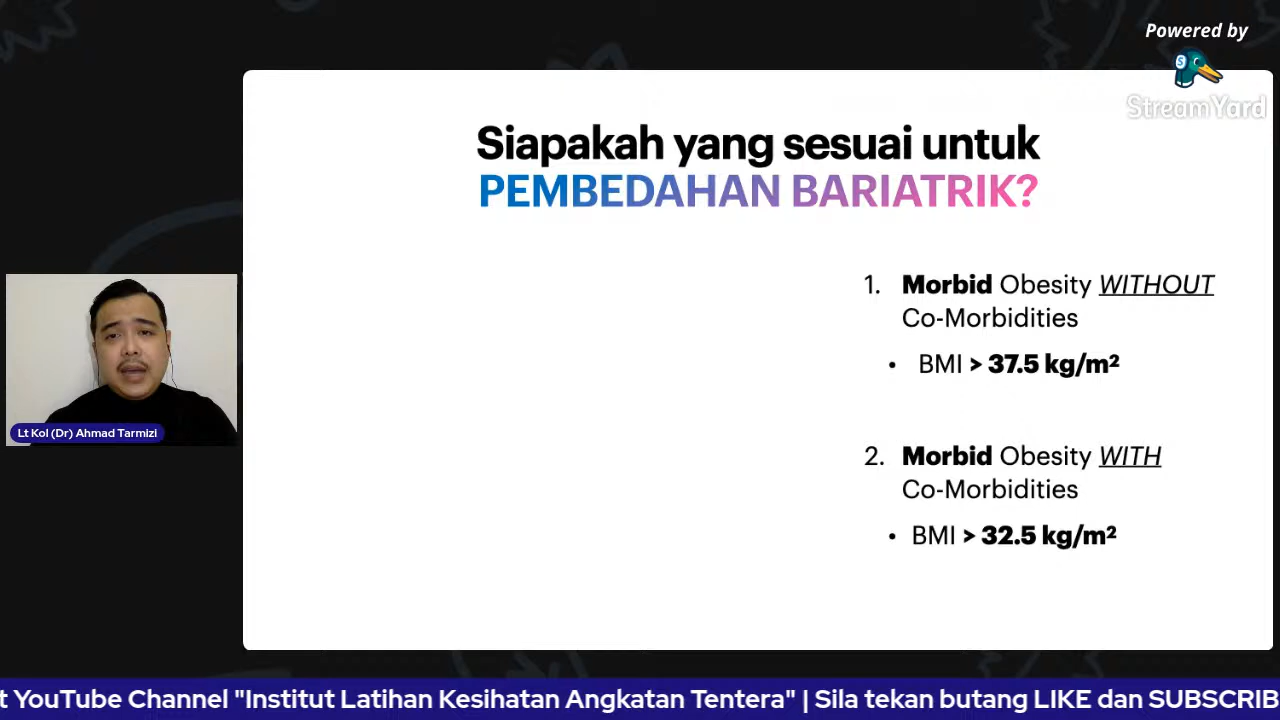 Powered by
StreamYard
Siapakah yang sesuai untuk
PEMBEDAHAN BARIATRIK?
1. Morbid Obesity WITHOUT
Co-Morbidities
• BMI > 37.5 kg/m²
2. Morbid Obesity WITH
Co-Morbidities
• BMI > 32.5 kg/m²
Lt Kol (Dr) Ahmad Tarmizi
t YouTube Channel "Institut Latihan Kesihatan Angkatan Tentera" | Sila tekan butang LIKE dan SUBSCRIB